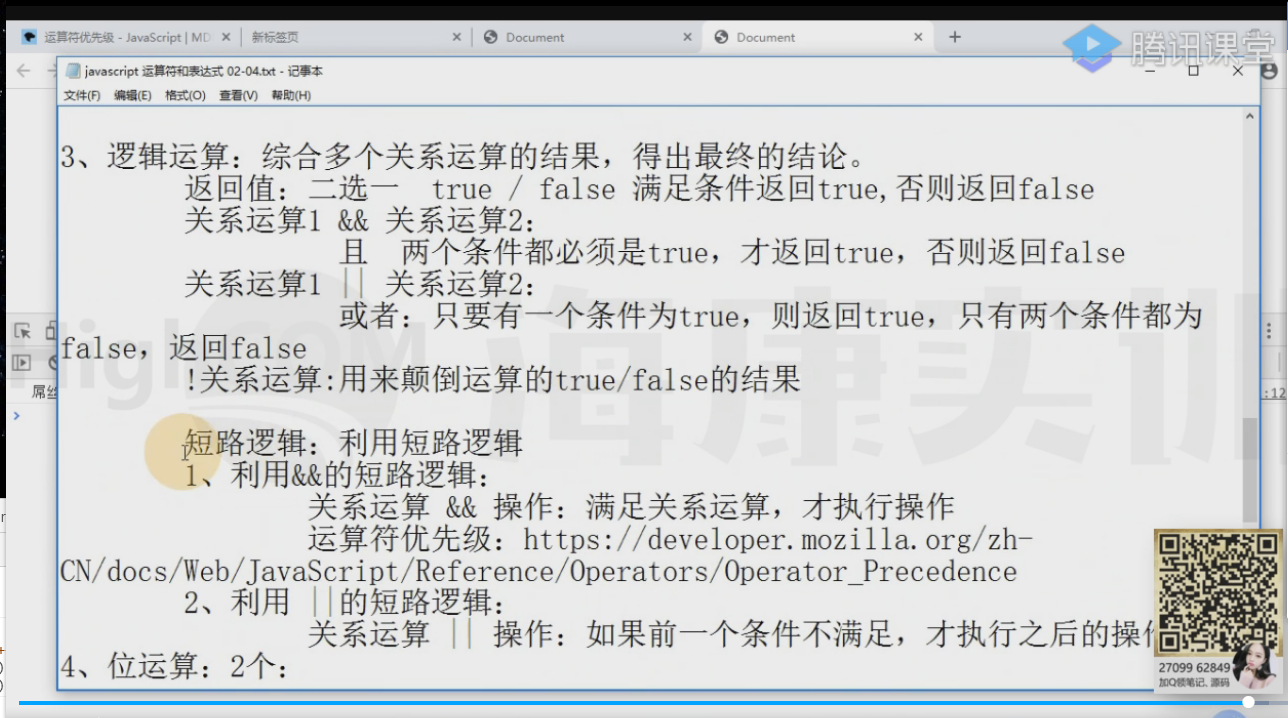 运算符优先级 - JavaScript | MD
新标签页
Document
Document
腾讯课堂
javascript 运算符和表达式 02-04.txt - 记事本
文件(F) 编辑(E) 格式(O) 查看(V) 帮助(H)
3、逻辑运算：综合多个关系运算的结果，得出最终的结论。
返回值：二选一 true / false 满足条件返回true,否则返回false
关系运算1 && 关系运算2：
且 两个条件都必须是true，才返回true，否则返回false
关系运算1 || 关系运算2：
或者：只要有一个条件为true，则返回true，只有两个条件都为
false，返回false
!关系运算:用来颠倒运算的true/false的结果
短路逻辑：利用短路逻辑
1、利用&&的短路逻辑：
关系运算 && 操作：满足关系运算，才执行操作
运算符优先级：https://developer.mozilla.org/zh-
CN/docs/Web/JavaScript/Reference/Operators/Operator_Precedence
2、利用 ||的短路逻辑：
关系运算 || 操作：如果前一个条件不满足，才执行之后的操作
4、位运算：2个：
屌丝
:12
27099 62849
加Q领笔记、源码